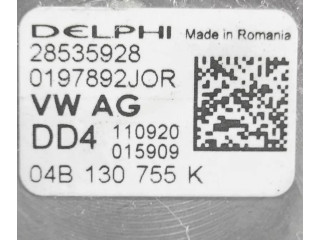 DELPHI Made in Romania
28535928
0197892JOR
VW AG
DD4 110920
015909
04B 130 755 K